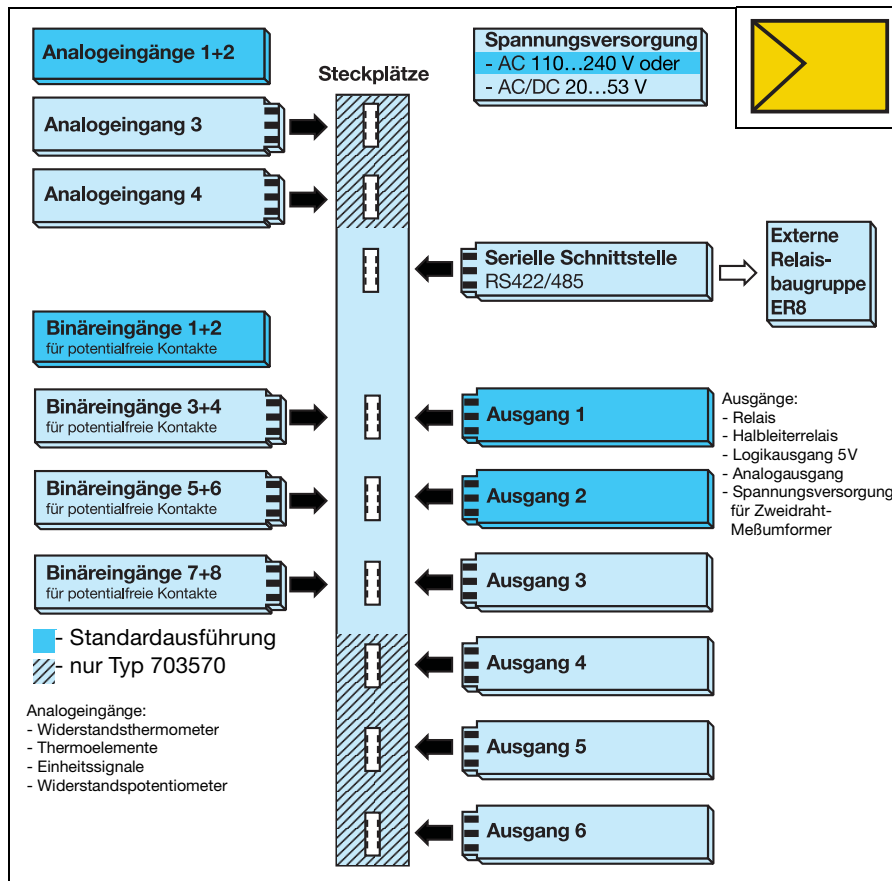 Analogeingänge 1+2
Analogeingang 3
Analogeingang 4
Steckplätze
Spannungsversorgung
- AC 110...240 V oder
- AC/DC 20...53 V
Serielle Schnittstelle
RS422/485
Externe
Relais-
baugruppe
ER8
Binäreingänge 1+2
für potentialfreie Kontakte
Binäreingänge 3+4
für potentialfreie Kontakte
Binäreingänge 5+6
für potentialfreie Kontakte
Binäreingänge 7+8
für potentialfreie Kontakte
Ausgang 1
Ausgang 2
Ausgang 3
Ausgang 4
Ausgang 5
Ausgang 6
Ausgänge:
- Relais
- Halbleiterrelais
- Logikausgang 5V
- Analogausgang
- Spannungsversorgung
für Zweidraht-
Meßumformer
- Standardausführung
- nur Typ 703570
Analogeingänge:
- Widerstandsthermometer
- Thermoelemente
- Einheitssignale
- Widerstandspotentiometer